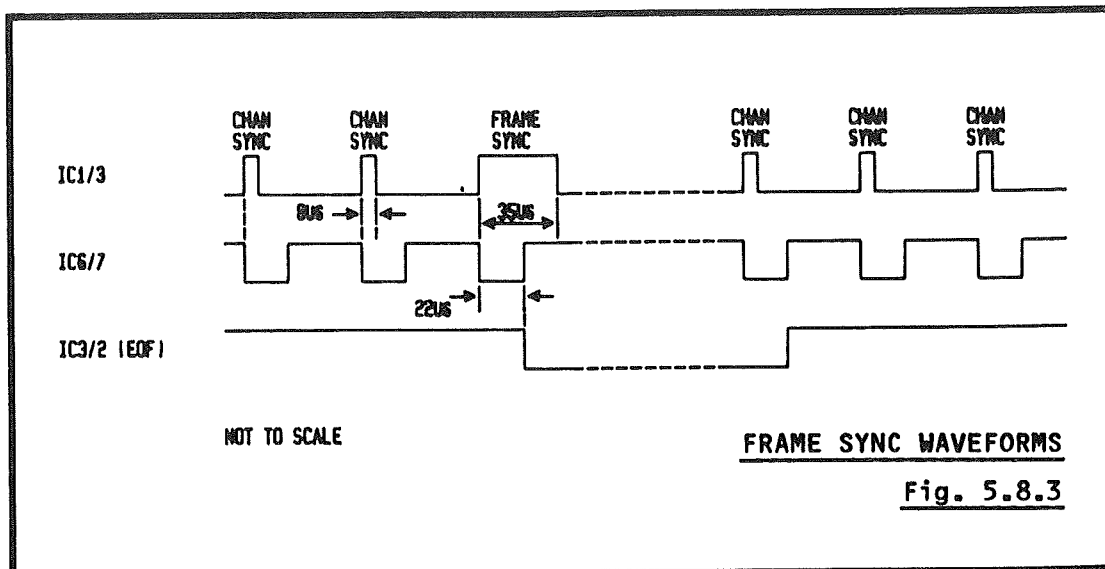 CHAN CHAN FRAME CHAN CHAN CHAN
SYNC SYNC SYNC SYNC SYNC SYNC
IC1/3
8US 35US
IC6/7
22US
IC3/2 (EOF)
NOT TO SCALE
FRAME SYNC WAVEFORMS
Fig. 5.8.3